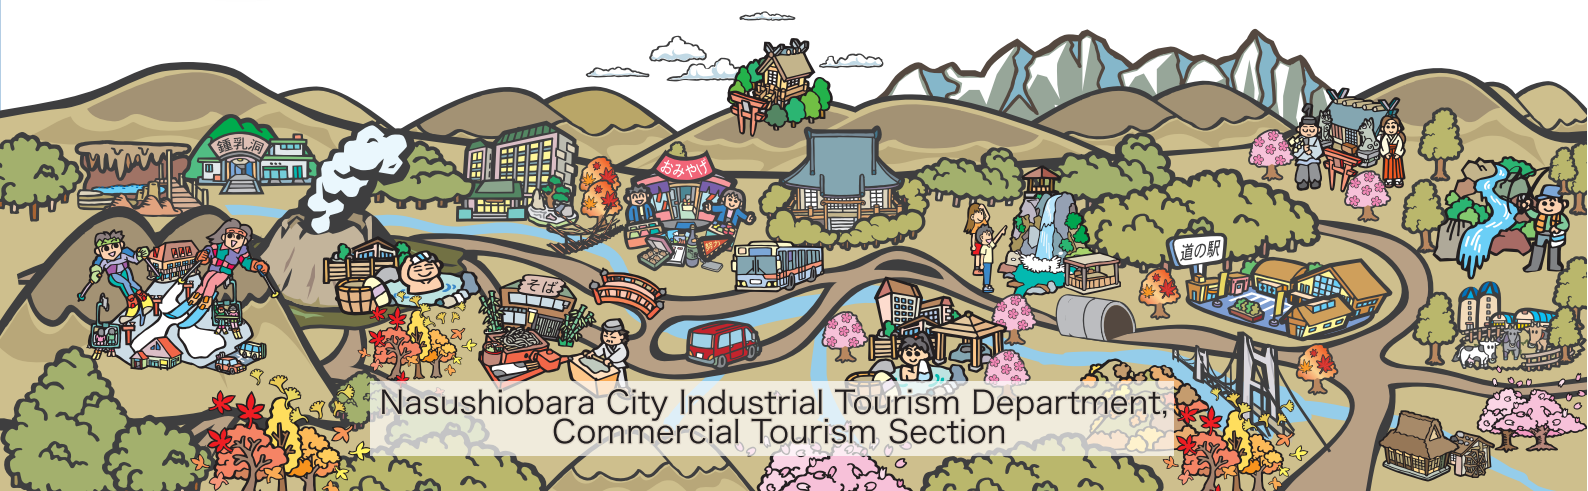 鍾乳洞
おみやげ
道の駅
そば
Nasushiobara City Industrial Tourism Department,
Commercial Tourism Section